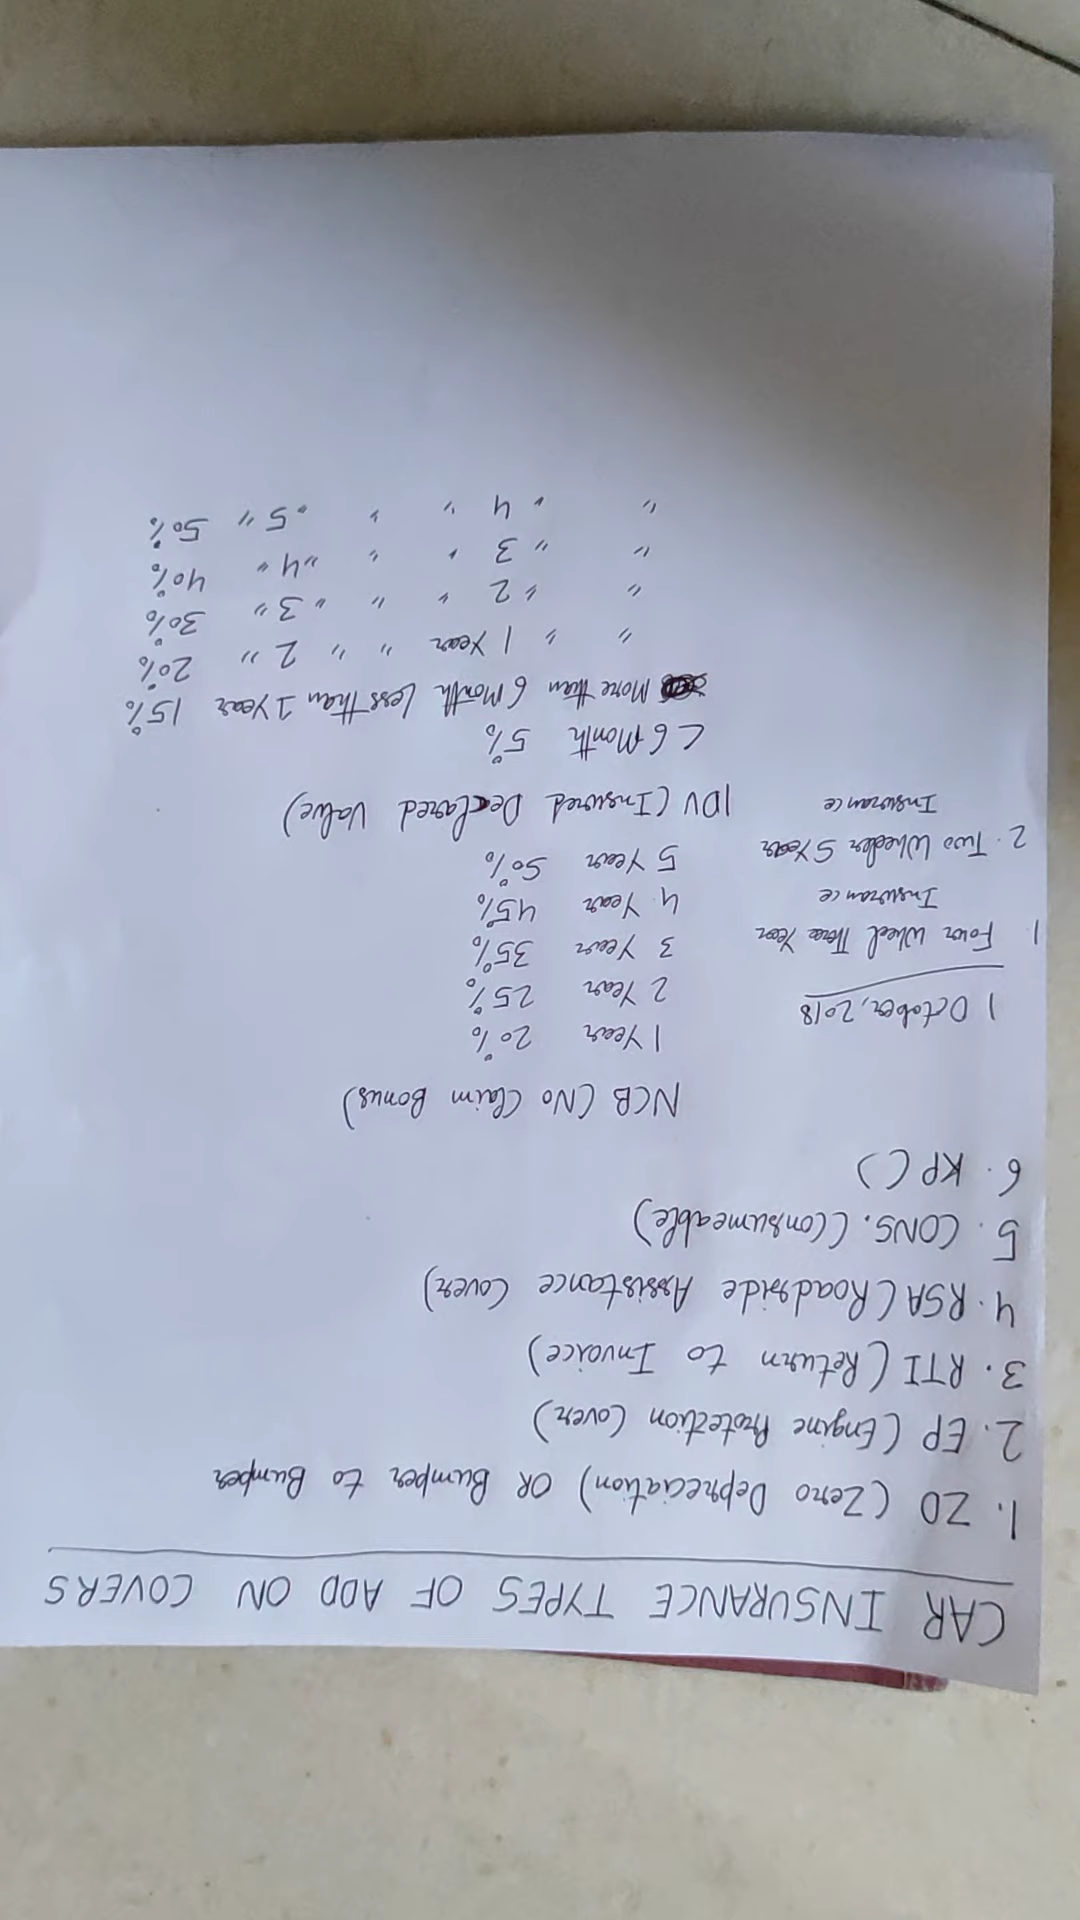 CAR INSURANCE TYPES OF ADD ON COVERS
1. ZD (Zero Depreciation) OR Bumper to Bumper
2. EP (Engine Protection Cover)
3. RTI (Return to Invoice)
4. RSA (Roadside Assistance Cover)
5. CONS. (Consumeable)
6. KP ( )
NCB (No Claim Bonus)
1 Year 20%
2 Year 25%
3 Year 35%
4 Year 45%
5 Year 50%
1 October, 2018
1 Four Wheel Three Year
Insurance
2. Two Wheeler 5 Year
Insurance
IDV (Insured Declared Value)
< 6 Month 5%
More than 6 Month Less than 1 Year 15%
" " 1 Year " " 2 " 20%
" " 2 " " " 3 " 30%
" " 3 " " " 4 " 40%
" " 4 " " " 5 " 50%